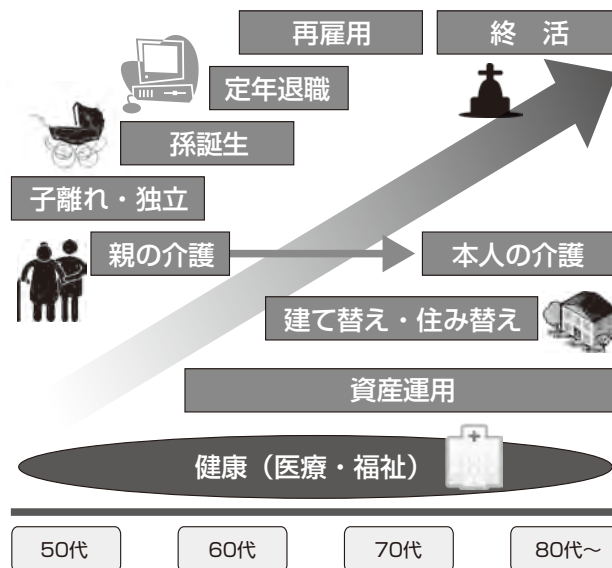 再雇用
終 活
定年退職
孫誕生
子離れ・独立
親の介護
本人の介護
建て替え・住み替え
資産運用
健康（医療・福祉）
50代
60代
70代
80代〜